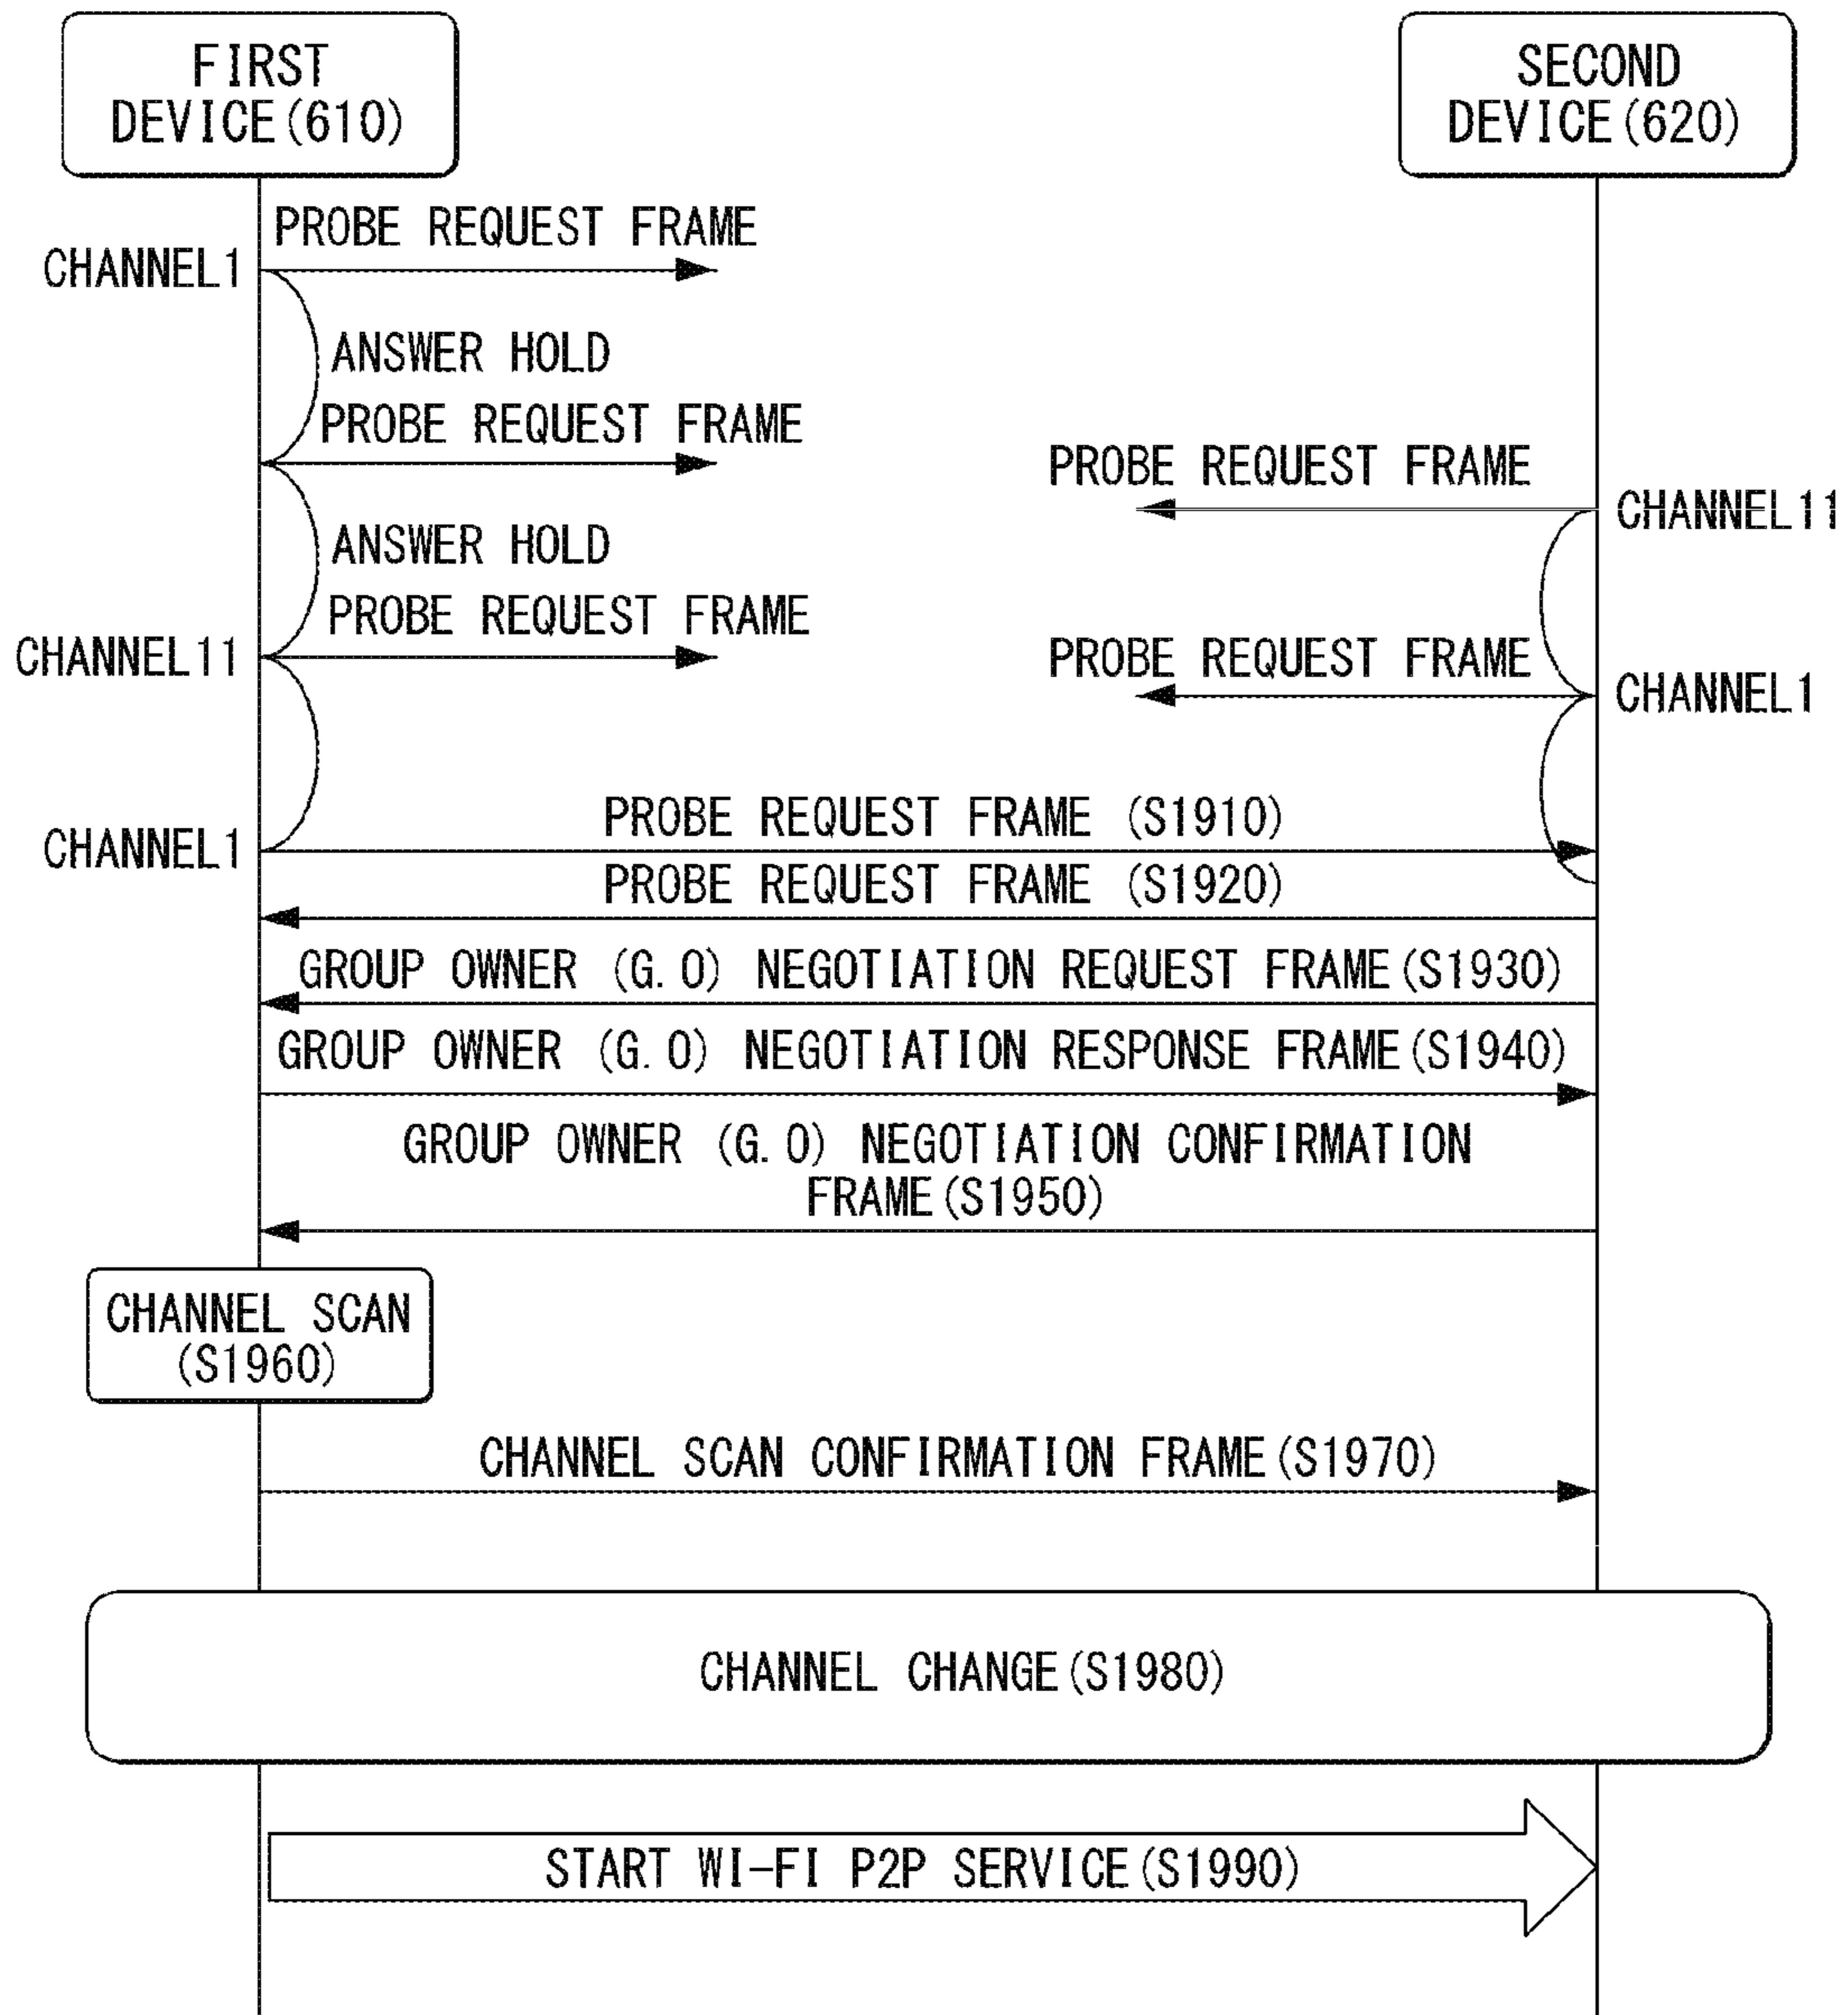 FIRST
DEVICE(610)
SECOND
DEVICE(620)
PROBE REQUEST FRAME
CHANNEL1
ANSWER HOLD
PROBE REQUEST FRAME
PROBE REQUEST FRAME
CHANNEL11
ANSWER HOLD
PROBE REQUEST FRAME
CHANNEL11
PROBE REQUEST FRAME
CHANNEL1
PROBE REQUEST FRAME (S1910)
CHANNEL1
PROBE REQUEST FRAME (S1920)
GROUP OWNER (G.O) NEGOTIATION REQUEST FRAME(S1930)
GROUP OWNER (G.O) NEGOTIATION RESPONSE FRAME(S1940)
GROUP OWNER (G.O) NEGOTIATION CONFIRMATION
FRAME(S1950)
CHANNEL SCAN
(S1960)
CHANNEL SCAN CONFIRMATION FRAME(S1970)
CHANNEL CHANGE(S1980)
START WI-FI P2P SERVICE(S1990)